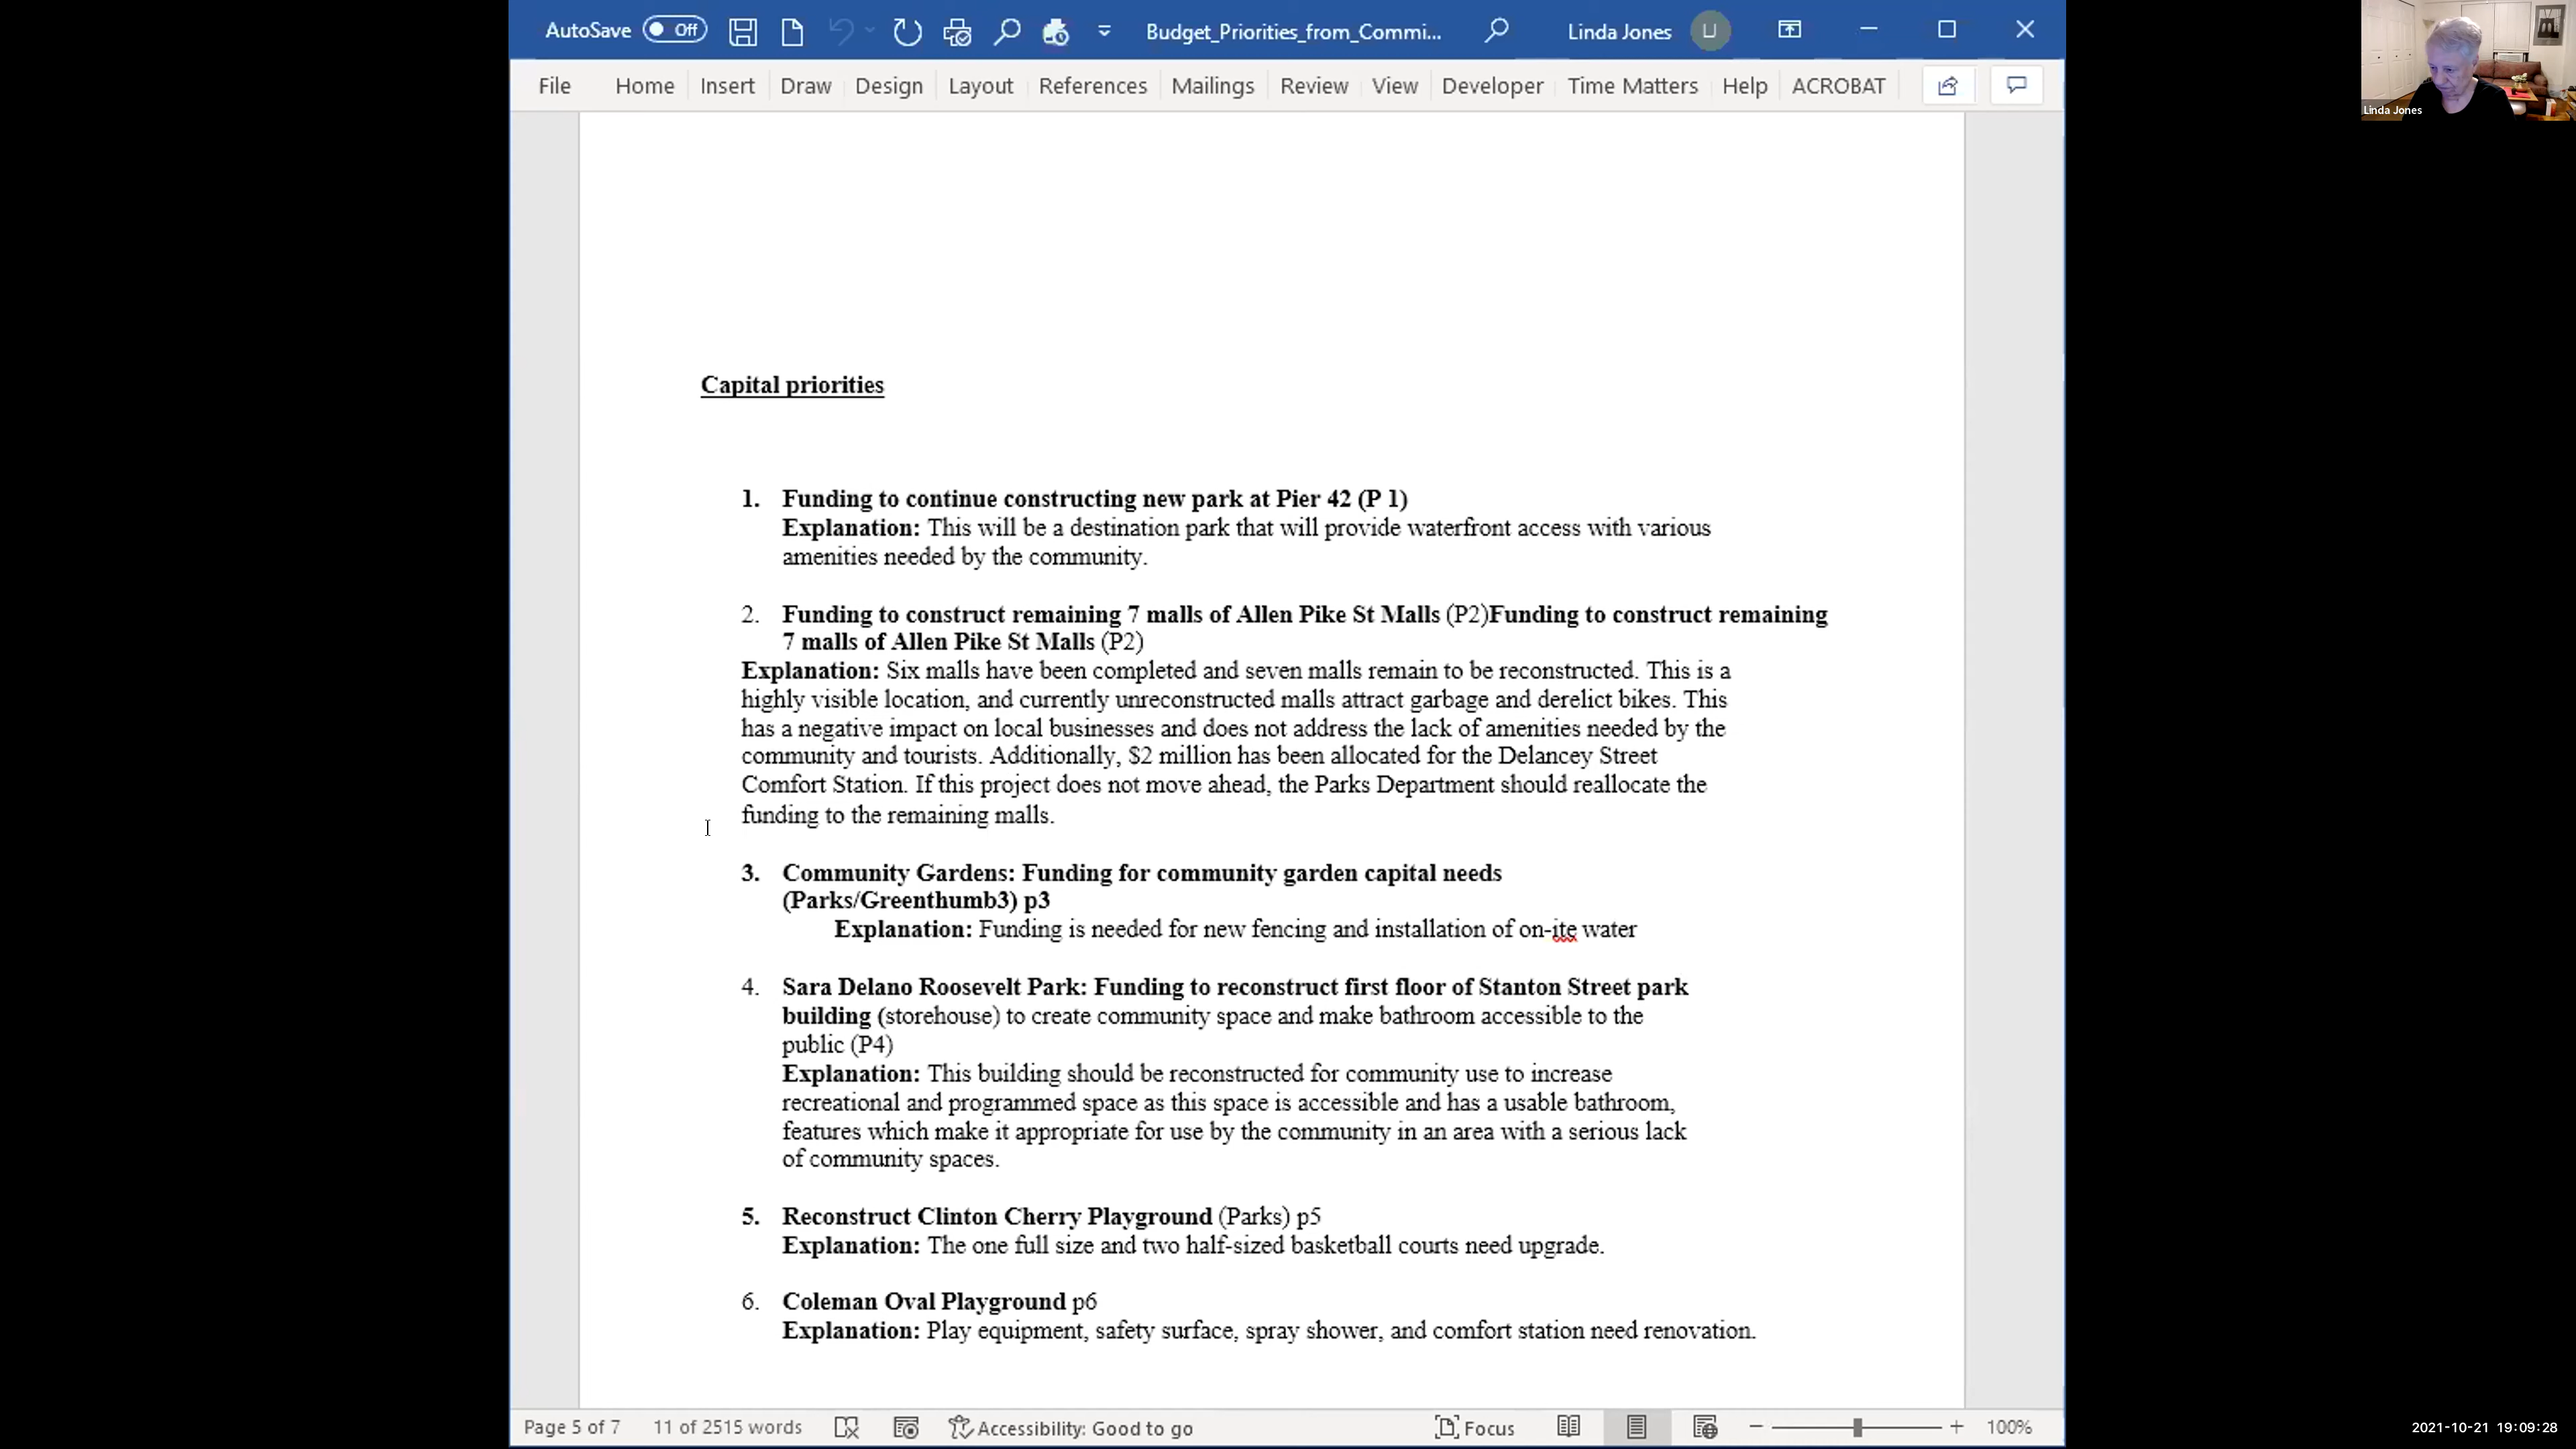 AutoSave Off Budget_Priorities_from_Commi... Linda Jones LJ
File Home Insert Draw Design Layout References Mailings Review View Developer Time Matters Help ACROBAT
Linda Jones
Capital priorities
1. Funding to continue constructing new park at Pier 42 (P 1)
Explanation: This will be a destination park that will provide waterfront access with various
amenities needed by the community.
2. Funding to construct remaining 7 malls of Allen Pike St Malls (P2)Funding to construct remaining
7 malls of Allen Pike St Malls (P2)
Explanation: Six malls have been completed and seven malls remain to be reconstructed. This is a
highly visible location, and currently unreconstructed malls attract garbage and derelict bikes. This
has a negative impact on local businesses and does not address the lack of amenities needed by the
community and tourists. Additionally, $2 million has been allocated for the Delancey Street
Comfort Station. If this project does not move ahead, the Parks Department should reallocate the
funding to the remaining malls.
3. Community Gardens: Funding for community garden capital needs
(Parks/Greenthumb3) p3
Explanation: Funding is needed for new fencing and installation of on-ite water
4. Sara Delano Roosevelt Park: Funding to reconstruct first floor of Stanton Street park
building (storehouse) to create community space and make bathroom accessible to the
public (P4)
Explanation: This building should be reconstructed for community use to increase
recreational and programmed space as this space is accessible and has a usable bathroom,
features which make it appropriate for use by the community in an area with a serious lack
of community spaces.
5. Reconstruct Clinton Cherry Playground (Parks) p5
Explanation: The one full size and two half-sized basketball courts need upgrade.
6. Coleman Oval Playground p6
Explanation: Play equipment, safety surface, spray shower, and comfort station need renovation.
Page 5 of 7 11 of 2515 words Accessibility: Good to go Focus 100%
2021-10-21 19:09:28